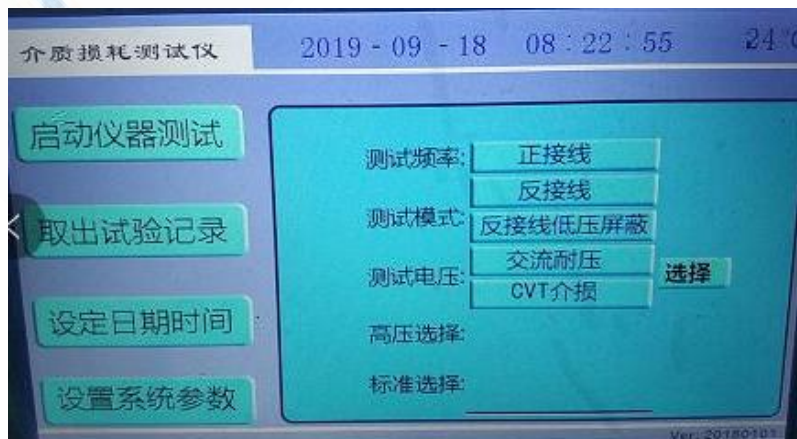 介质损耗测试仪 2019-09-18 08:22:55 24℃
启动仪器测试
取出试验记录
设定日期时间
设置系统参数
测试频率: 正接线
反接线
测试模式: 反接线低压屏蔽
交流耐压
测试电压: CVT介损 选择
高压选择:
标准选择:
Ver:20180101